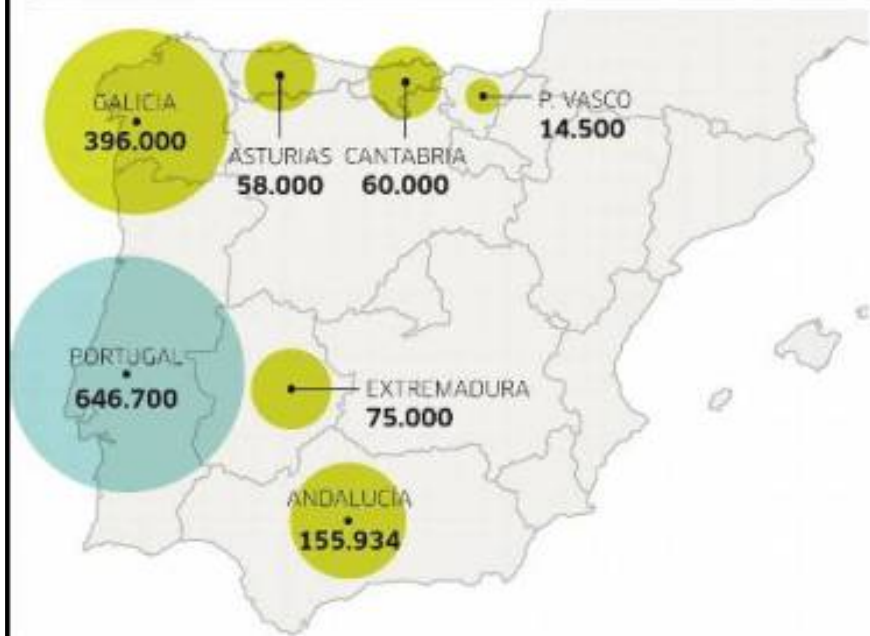 GALICIA
396.000
ASTURIAS
58.000
CANTABRIA
60.000
P. VASCO
14.500
PORTUGAL
646.700
EXTREMADURA
75.000
ANDALUCÍA
155.934